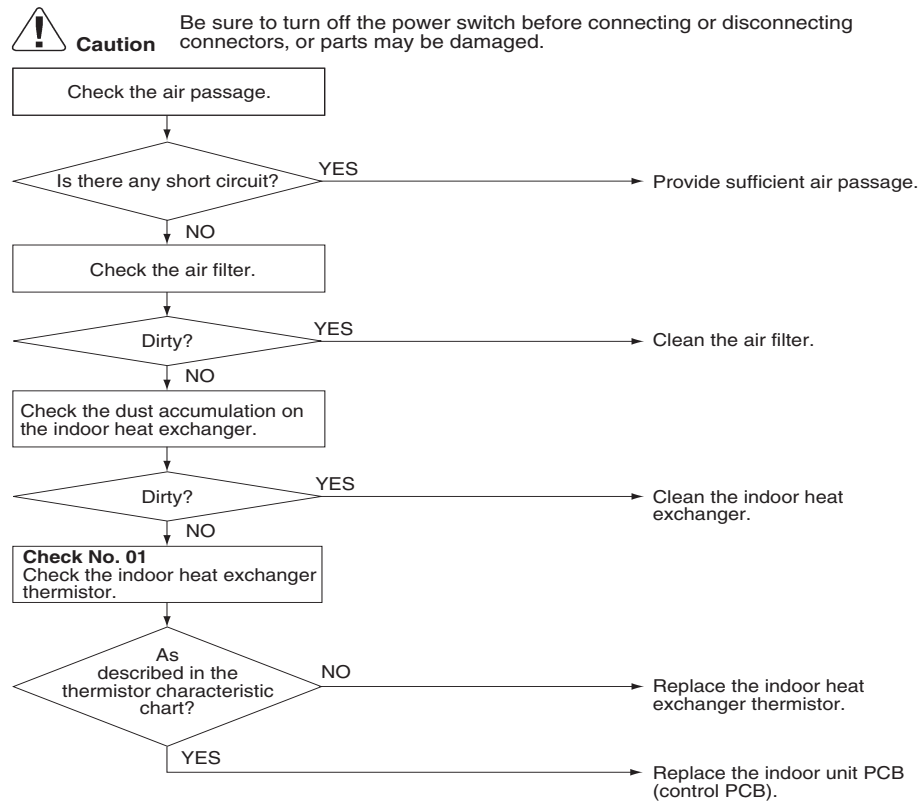 Be sure to turn off the power switch before connecting or disconnecting
Caution connectors, or parts may be damaged.
Check the air passage.
YES
Is there any short circuit?
Provide sufficient air passage.
NO
Check the air filter.
YES
Dirty?
Clean the air filter.
NO
Check the dust accumulation on
the indoor heat exchanger.
YES
Dirty?
Clean the indoor heat
exchanger.
NO
Check No. 01
Check the indoor heat exchanger
thermistor.
As
described in the
thermistor characteristic
chart?
NO
Replace the indoor heat
exchanger thermistor.
YES
Replace the indoor unit PCB
(control PCB).